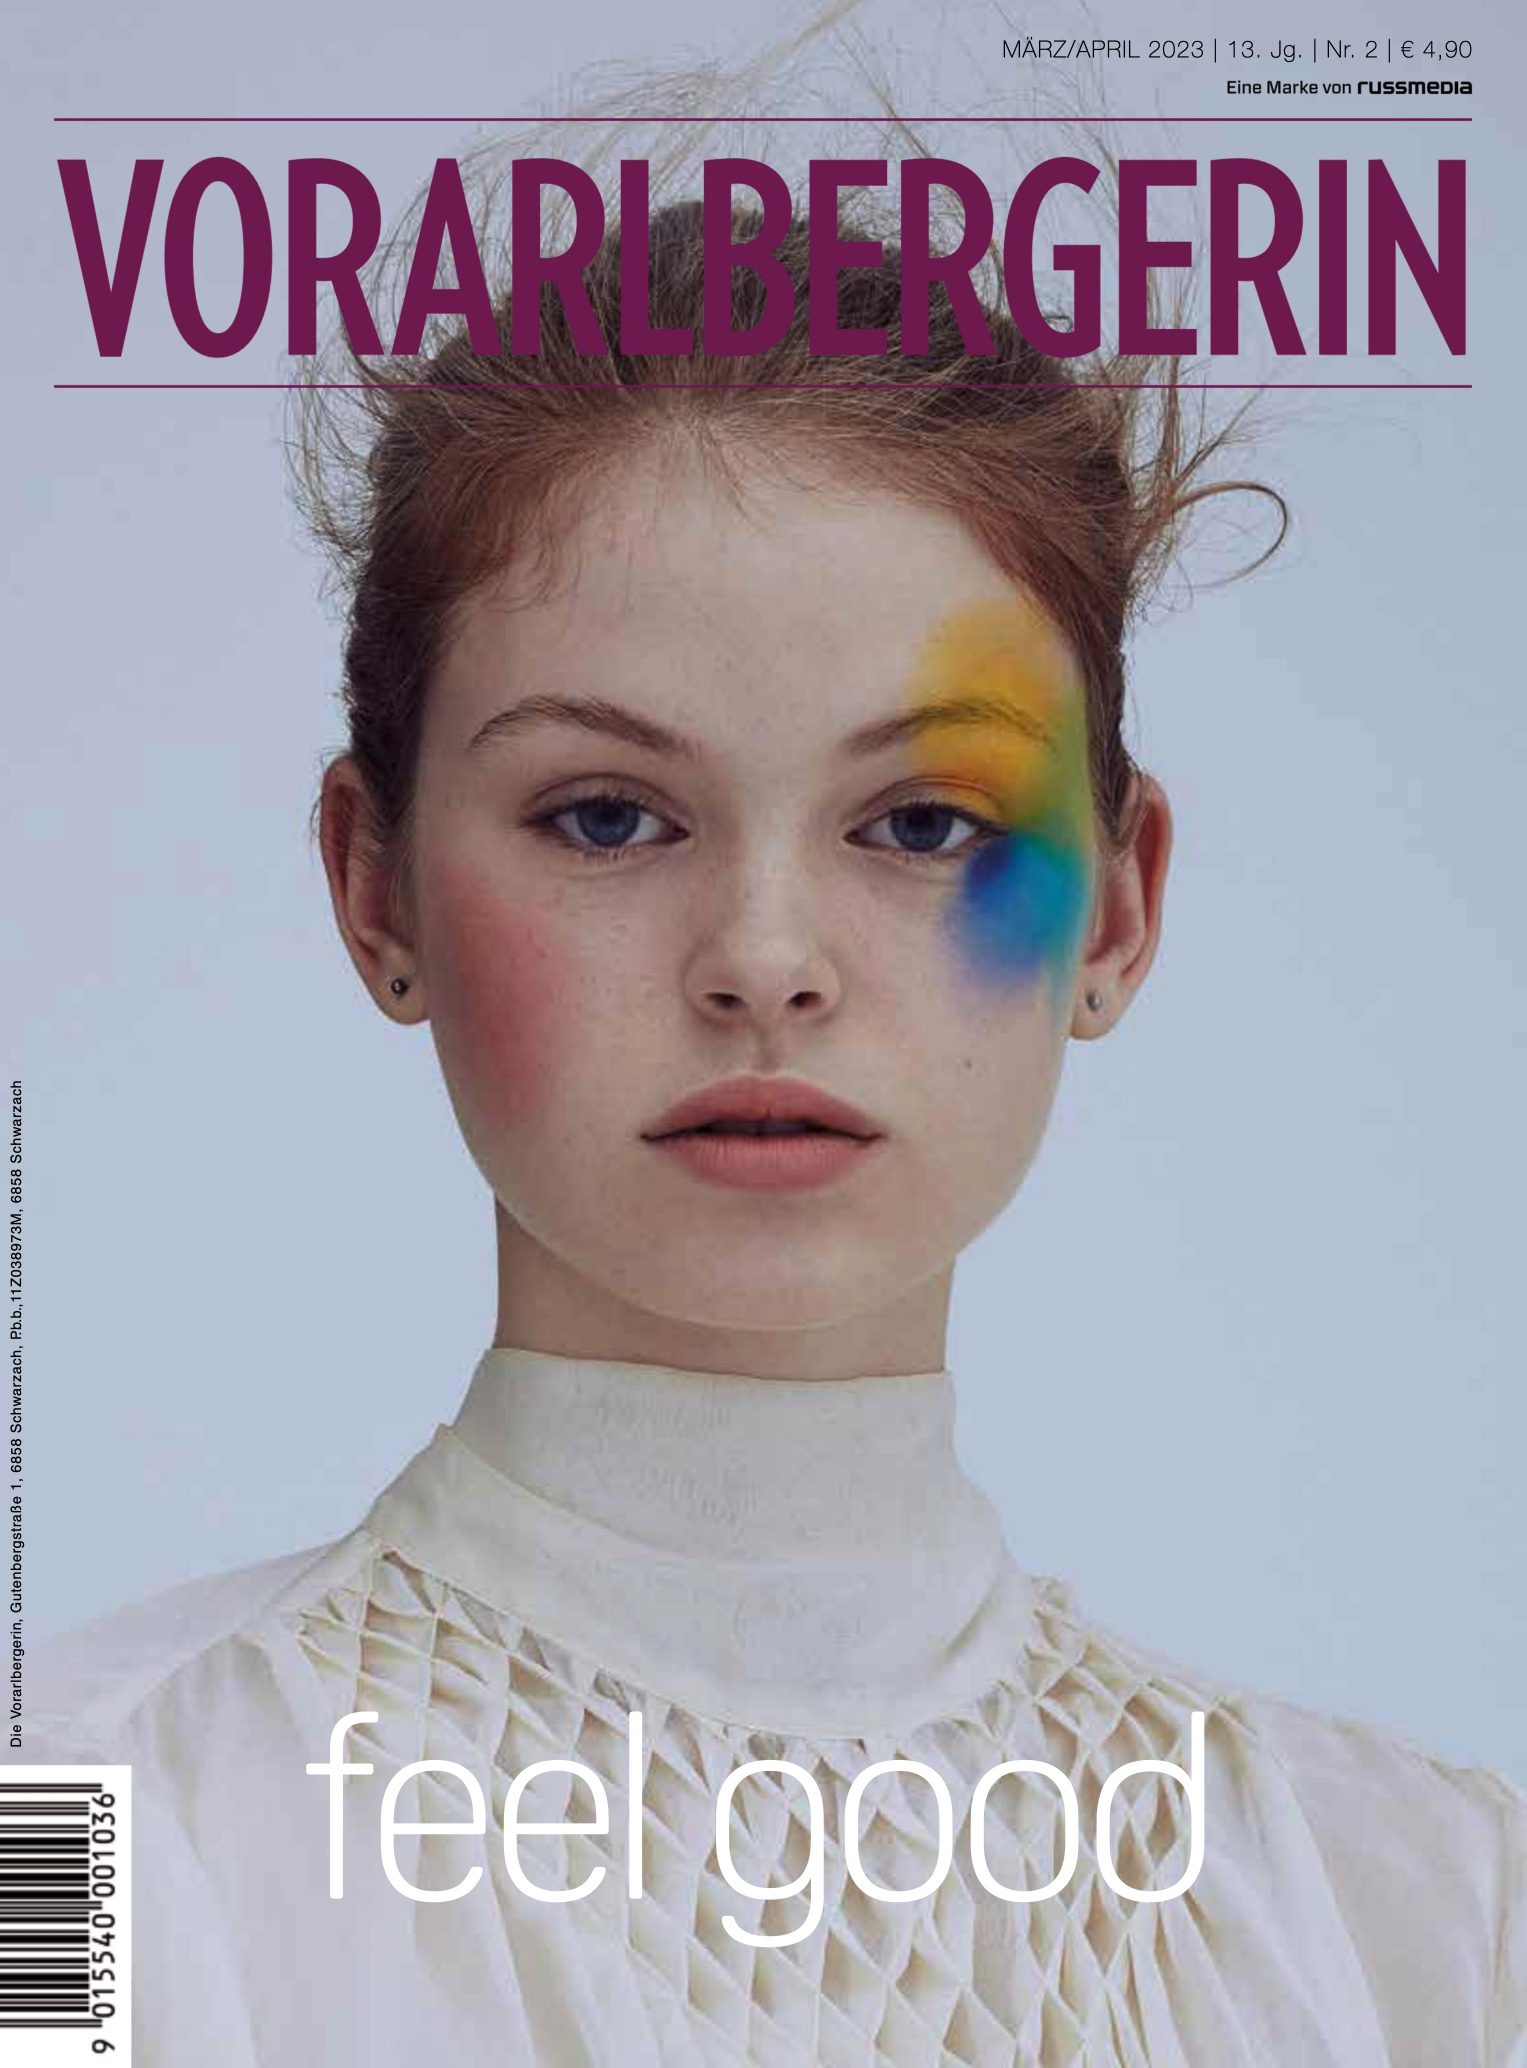 MÄRZ/APRIL 2023 | 13. Jg. | Nr. 2 | € 4,90
Eine Marke von russmedia
VORARLBERGERIN
Die Vorarlbergerin, Gutenbergstraße 1, 6858 Schwarzach, P.b.b.,11Z038973M, 6858 Schwarzach
feel good
9 015540 001036